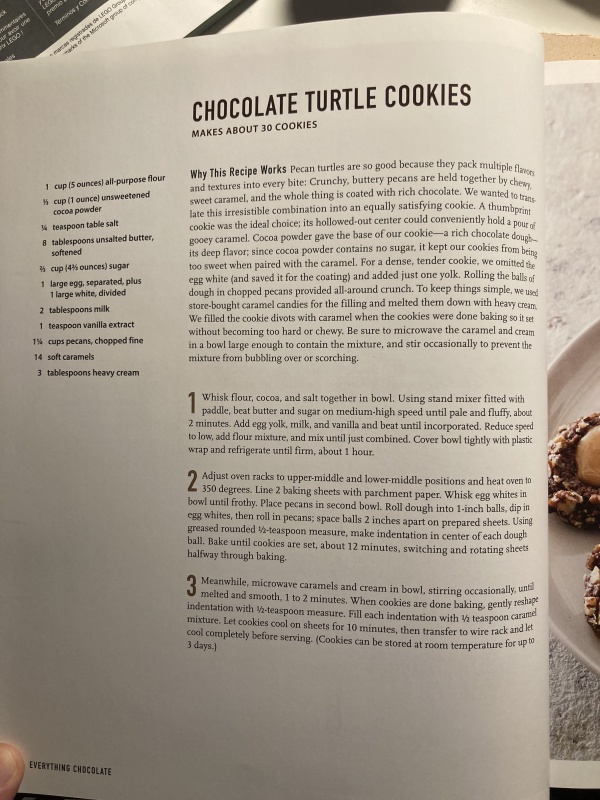 CHOCOLATE TURTLE COOKIES
MAKES ABOUT 30 COOKIES
1 cup (5 ounces) all-purpose flour
⅓ cup (1 ounce) unsweetened
cocoa powder
¼ teaspoon table salt
8 tablespoons unsalted butter,
softened
⅔ cup (4⅔ ounces) sugar
1 large egg, separated, plus
1 large white, divided
2 tablespoons milk
1 teaspoon vanilla extract
1¼ cups pecans, chopped fine
14 soft caramels
3 tablespoons heavy cream
Why This Recipe Works Pecan turtles are so good because they pack multiple flavors
and textures into every bite: Crunchy, buttery pecans are held together by chewy,
sweet caramel, and the whole thing is coated with rich chocolate. We wanted to trans-
late this irresistible combination into an equally satisfying cookie. A thumbprint
cookie was the ideal choice; its hollowed-out center could conveniently hold a pour of
gooey caramel. Cocoa powder gave the base of our cookie—a rich chocolate dough—
its deep flavor; since cocoa powder contains no sugar, it kept our cookies from being
too sweet when paired with the caramel. For a dense, tender cookie, we omitted the
egg white (and saved it for the coating) and added just one yolk. Rolling the balls of
dough in chopped pecans provided all-around crunch. To keep things simple, we used
store-bought caramel candies for the filling and melted them down with heavy cream.
We filled the cookie divots with caramel when the cookies were done baking so it set
without becoming too hard or chewy. Be sure to microwave the caramel and cream
in a bowl large enough to contain the mixture, and stir occasionally to prevent the
mixture from bubbling over or scorching.
1 Whisk flour, cocoa, and salt together in bowl. Using stand mixer fitted with
paddle, beat butter and sugar on medium-high speed until pale and fluffy, about
2 minutes. Add egg yolk, milk, and vanilla and beat until incorporated. Reduce speed
to low, add flour mixture, and mix until just combined. Cover bowl tightly with plastic
wrap and refrigerate until firm, about 1 hour.
2 Adjust oven racks to upper-middle and lower-middle positions and heat oven to
350 degrees. Line 2 baking sheets with parchment paper. Whisk egg whites in
bowl until frothy. Place pecans in second bowl. Roll dough into 1-inch balls, dip in
egg whites, then roll in pecans; space balls 2 inches apart on prepared sheets. Using
greased rounded ½-teaspoon measure, make indentation in center of each dough
ball. Bake until cookies are set, about 12 minutes, switching and rotating sheets
halfway through baking.
3 Meanwhile, microwave caramels and cream in bowl, stirring occasionally, until
melted and smooth, 1 to 2 minutes. When cookies are done baking, gently reshape
indentation with ½-teaspoon measure. Fill each indentation with ½ teaspoon caramel
mixture. Let cookies cool on sheets for 10 minutes, then transfer to wire rack and let
cool completely before serving. (Cookies can be stored at room temperature for up to
3 days.)
EVERYTHING CHOCOLATE